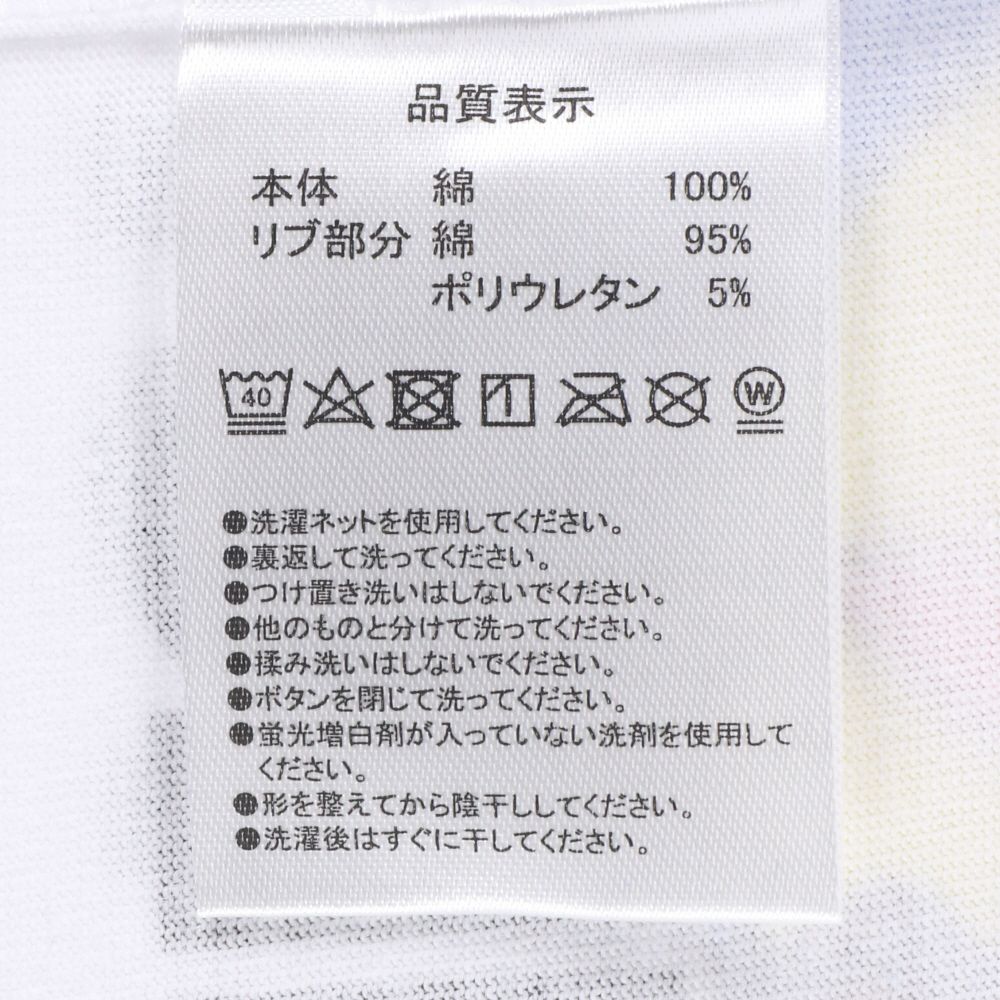 品質表示
本体 綿 100%
リブ部分 綿 95%
ポリウレタン 5%
40 W
●洗濯ネットを使用してください。
●裏返して洗ってください。
●つけ置き洗いはしないでください。
●他のものと分けて洗ってください。
●揉み洗いはしないでください。
●ボタンを閉じて洗ってください。
●蛍光増白剤が入っていない洗剤を使用して
ください。
●形を整えてから陰干ししてください。
●洗濯後はすぐに干してください。